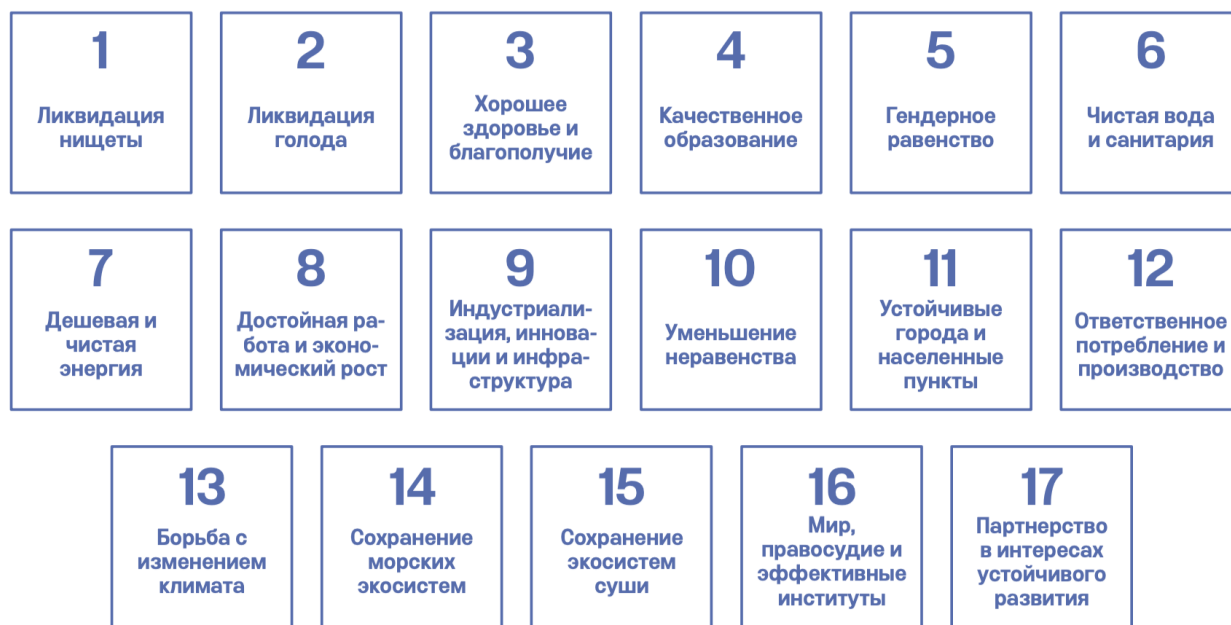 1
Ликвидация
нищеты
2
Ликвидация
голода
3
Хорошее
здоровье и
благополучие
4
Качественное
образование
5
Гендерное
равенство
6
Чистая вода
и санитария
7
Дешевая и
чистая
энергия
8
Достойная ра-
бота и эконо-
мический рост
9
Индустриали-
зация, иннова-
ции и инфра-
структура
10
Уменьшение
неравенства
11
Устойчивые
города и
населенные
пункты
12
Ответственное
потребление и
производство
13
Борьба с
изменением
климата
14
Сохранение
морских
экосистем
15
Сохранение
экосистем
суши
16
Мир,
правосудие и
эффективные
институты
17
Партнерство
в интересах
устойчивого
развития